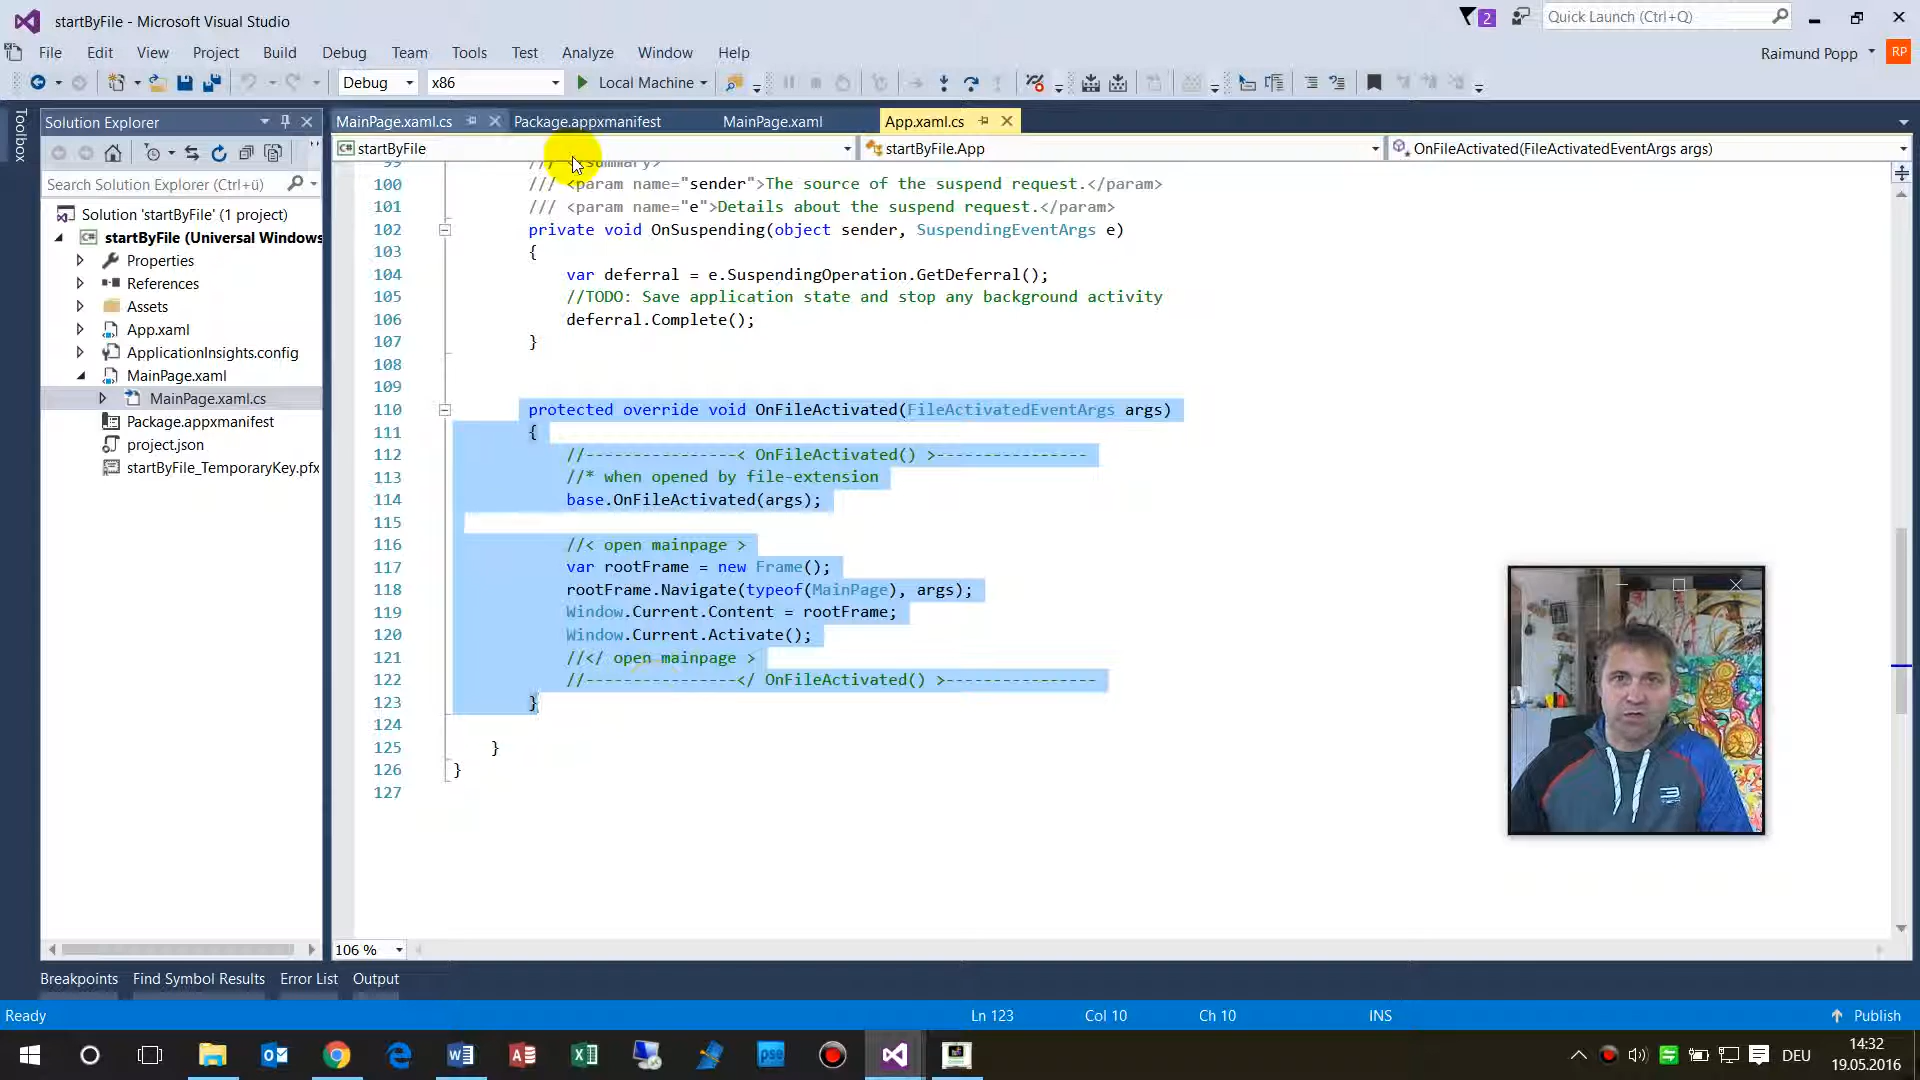 startByFile - Microsoft Visual Studio
2
Quick Launch (Ctrl+Q)
File Edit View Project Build Debug Team Tools Test Analyze Window Help
Raimund Popp RP
Debug x86 Local Machine
Toolbox
Solution Explorer
Search Solution Explorer (Ctrl+ü)
Solution 'startByFile' (1 project)
startByFile (Universal Windows
Properties
References
Assets
App.xaml
ApplicationInsights.config
MainPage.xaml
MainPage.xaml.cs
Package.appxmanifest
project.json
startByFile_TemporaryKey.pfx
MainPage.xaml.cs Package.appxmanifest MainPage.xaml App.xaml.cs
startByFile startByFile.App OnFileActivated(FileActivatedEventArgs args)
99 /// <summary>
100 /// <param name="sender">The source of the suspend request.</param>
101 /// <param name="e">Details about the suspend request.</param>
102 private void OnSuspending(object sender, SuspendingEventArgs e)
103 {
104 var deferral = e.SuspendingOperation.GetDeferral();
105 //TODO: Save application state and stop any background activity
106 deferral.Complete();
107 }
108
109
110 protected override void OnFileActivated(FileActivatedEventArgs args)
111 {
112 //----------------< OnFileActivated() >----------------
113 //* when opened by file-extension
114 base.OnFileActivated(args);
115
116 //< open mainpage >
117 var rootFrame = new Frame();
118 rootFrame.Navigate(typeof(MainPage), args);
119 Window.Current.Content = rootFrame;
120 Window.Current.Activate();
121 //</ open mainpage >
122 //----------------</ OnFileActivated() >----------------
123 }
124
125 }
126 }
127
106 %
Breakpoints Find Symbol Results Error List Output
Ready Ln 123 Col 10 Ch 10 INS Publish
pse
DEU
14:32
19.05.2016